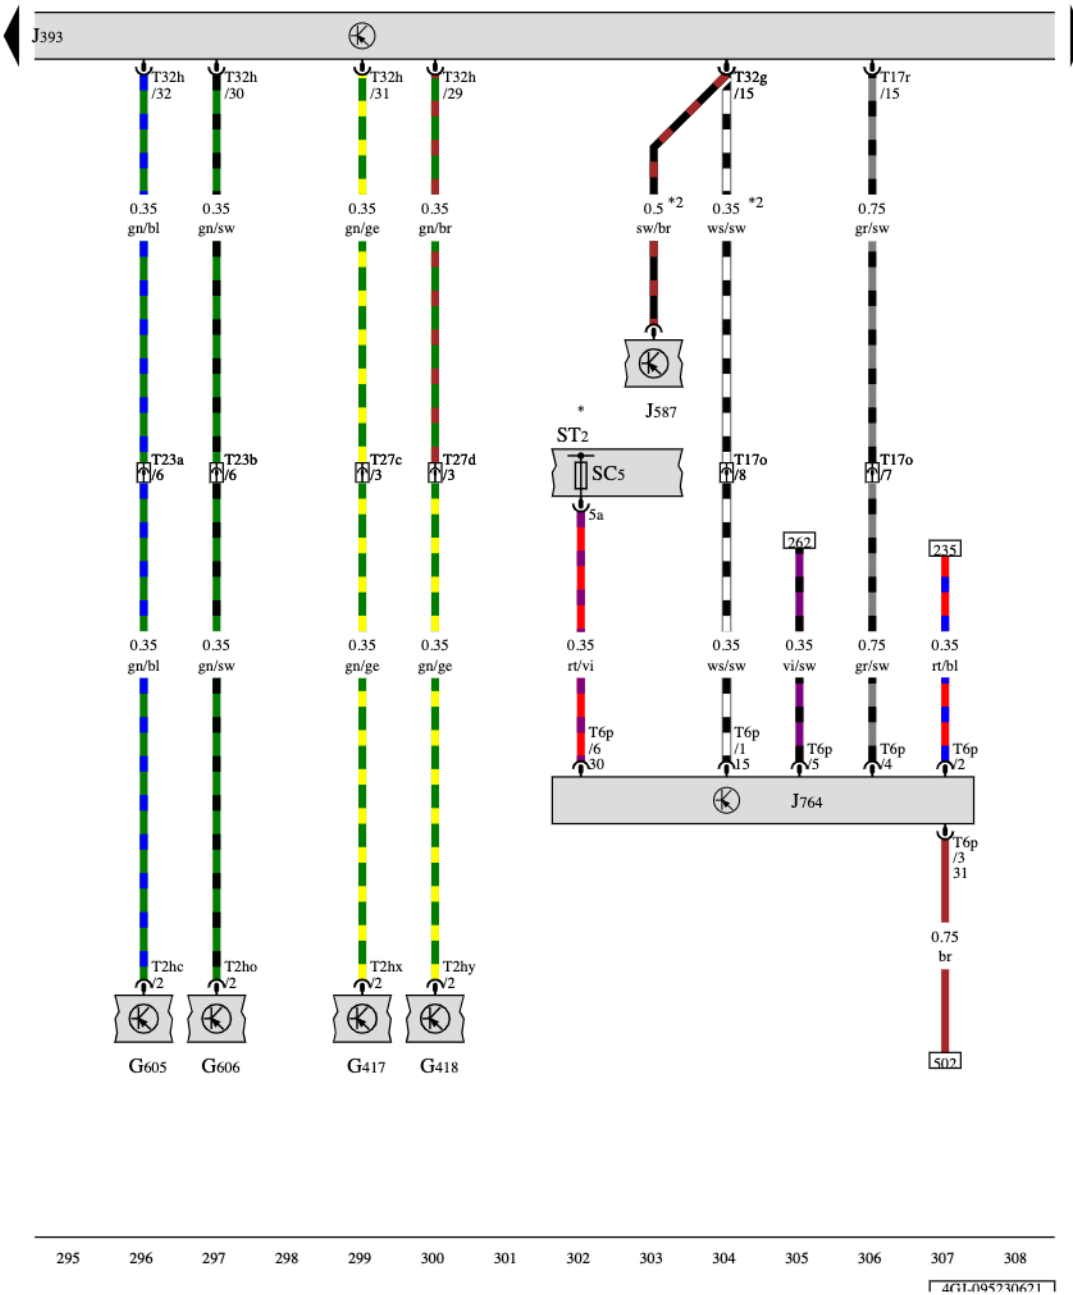 J393
T32h T32h T32h T32h T32g T17r
/32 /30 /31 /29 /15 /15
0.35 0.35 0.35 0.35 0.5 *2 0.35 *2 0.75
gn/bl gn/sw gn/ge gn/br sw/br ws/sw gr/sw
J587
*
ST2
T23a T23b T27c T27d SC5 T17o T17o
/6 /6 /3 /3 /8 /7
5a
262 235
0.35 0.35 0.35 0.35 0.35 0.35 0.35 0.75 0.35
gn/bl gn/sw gn/ge gn/ge rt/vi ws/sw vi/sw gr/sw rt/bl
T6p T6p
/6 /1 T6p T6p T6p
30 15 /5 /4 /2
J764
T6p
/3
31
0.75
br
T2hc T2ho T2hx T2hy
/2 /2 /2 /2
G605 G606 G417 G418 502
295 296 297 298 299 300 301 302 303 304 305 306 307 308
4GI-095230621